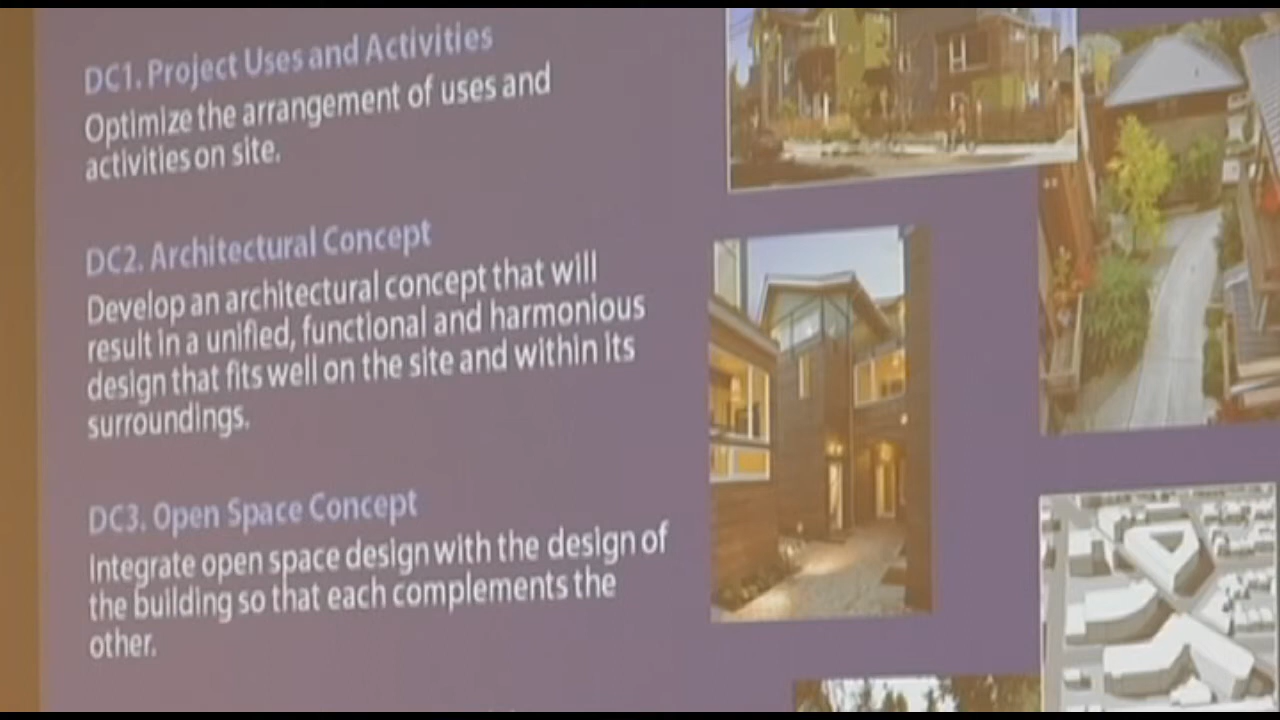 DC1. Project Uses and Activities
Optimize the arrangement of uses and
activities on site.
DC2. Architectural Concept
Develop an architectural concept that will
result in a unified, functional and harmonious
design that fits well on the site and within its
surroundings.
DC3. Open Space Concept
Integrate open space design with the design of
the building so that each complements the
other.